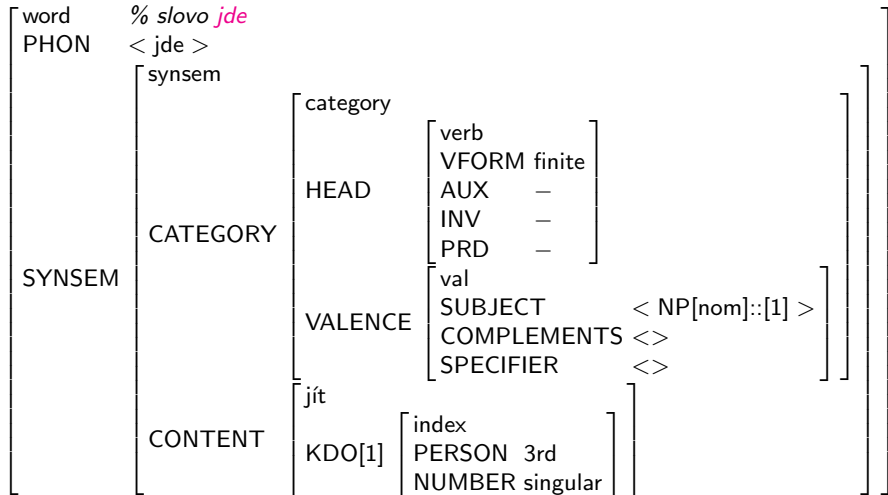 word % slovo jde
PHON < jde >
synsem
category
verb
VFORM finite
HEAD AUX −
INV −
CATEGORY PRD −
SYNSEM val
SUBJECT < NP[nom]::[1] >
VALENCE COMPLEMENTS <>
SPECIFIER <>
jít
index
CONTENT KDO[1] PERSON 3rd
NUMBER singular